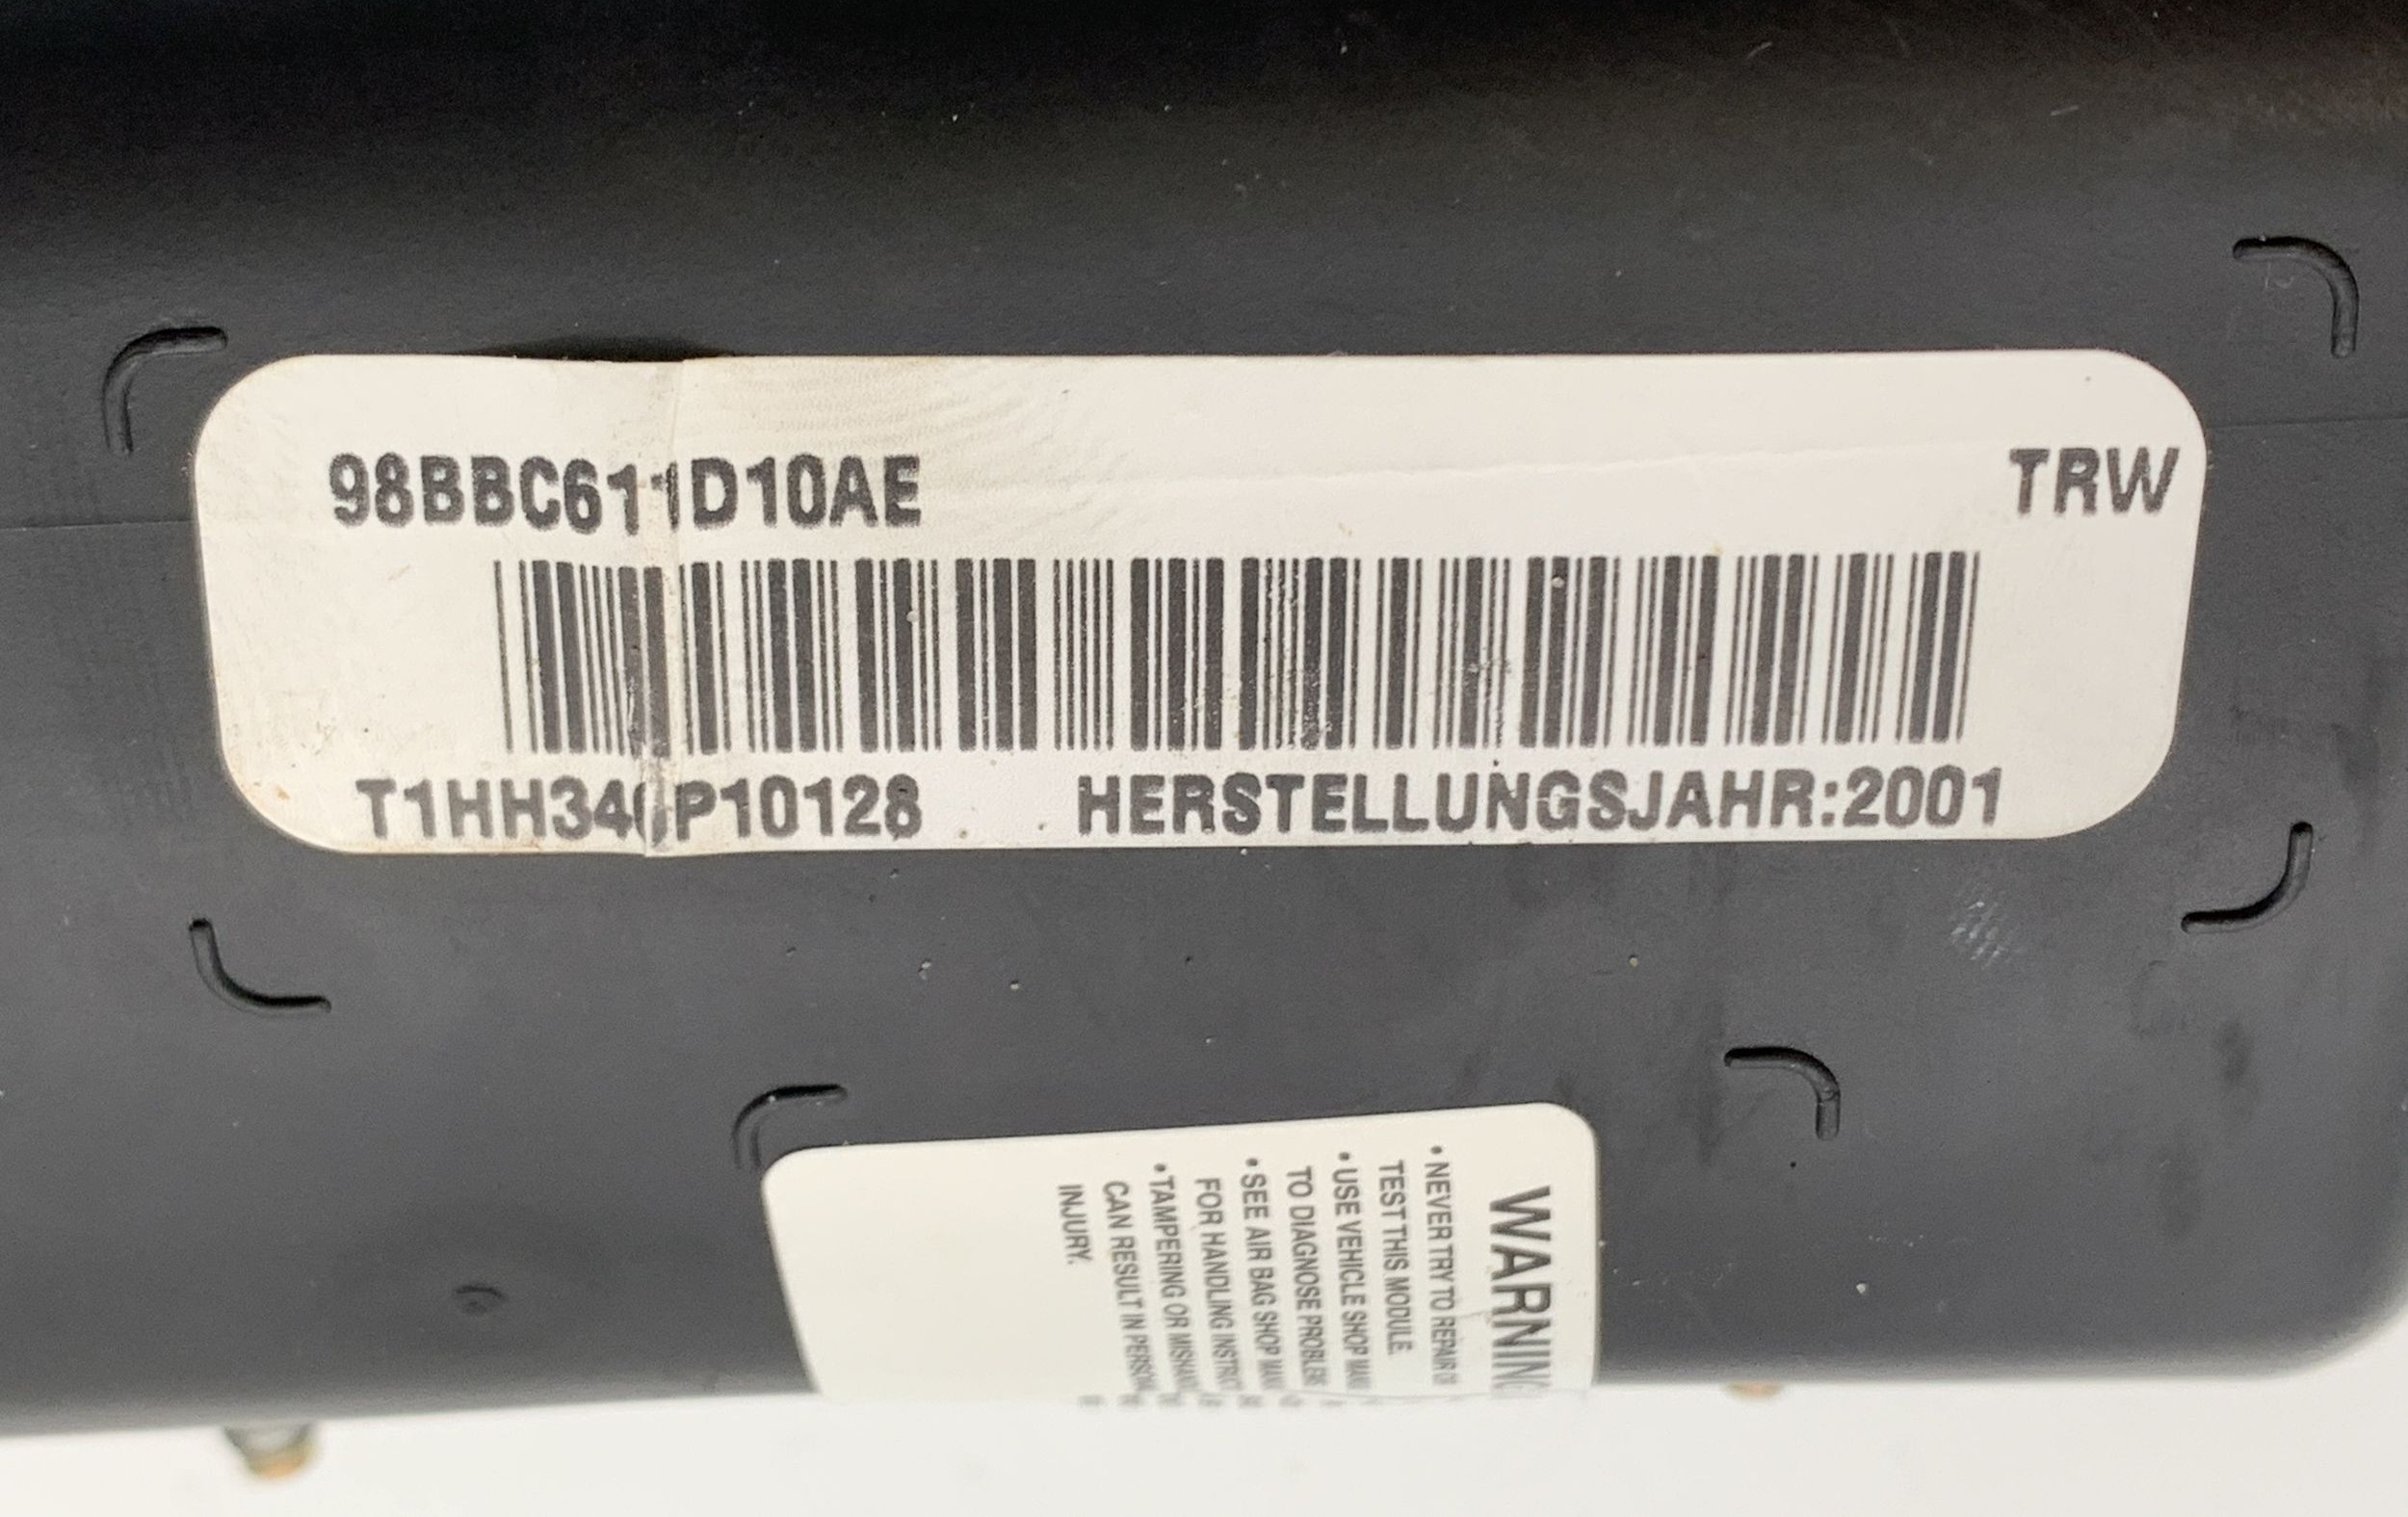 98BBC611D10AE TRW
HERSTELLUNGSJAHR:2001
WARNING
•NEVER TRY TO REPAIR
TEST THIS MODULE.
•USE VEHICLE SHOP
TO DIAGNOSE
•SEE AIR BAG SHOP
FOR HANDLING
•TAMPERING OR
CAN RESULT IN
INJURY.